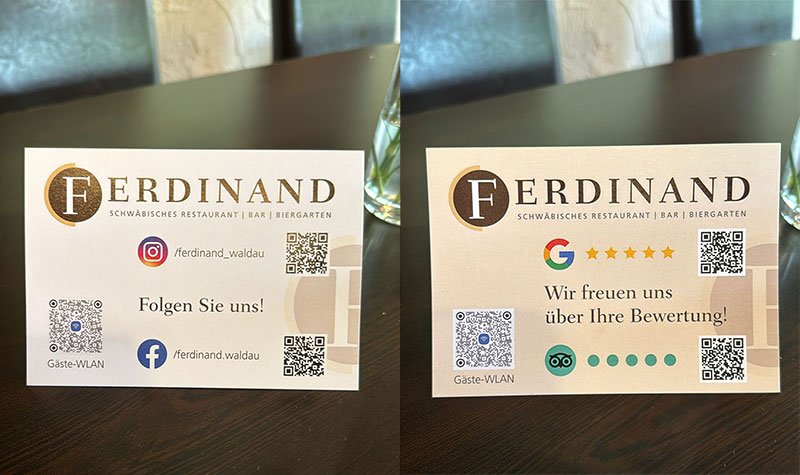 FERDINAND
SCHWÄBISCHES RESTAURANT | BAR | BIERGARTEN
/ferdinand_waldau
Folgen Sie uns!
/ferdinand.waldau
Gäste-WLAN
FERDINAND
SCHWÄBISCHES RESTAURANT | BAR | BIERGARTEN
G
Wir freuen uns
über Ihre Bewertung!
Gäste-WLAN